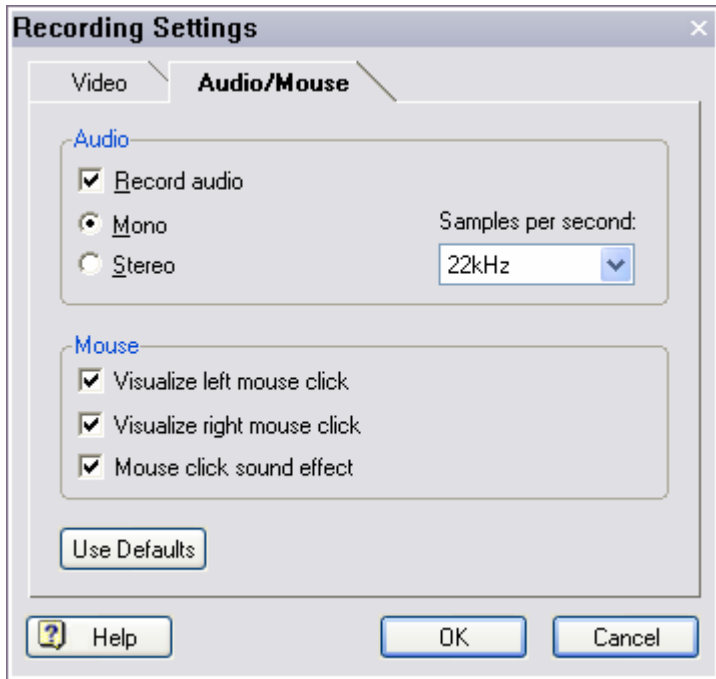 Recording Settings
Video
Audio/Mouse
Audio
Record audio
Mono
Samples per second:
Stereo
22kHz
Mouse
Visualize left mouse click
Visualize right mouse click
Mouse click sound effect
Use Defaults
? Help
OK
Cancel